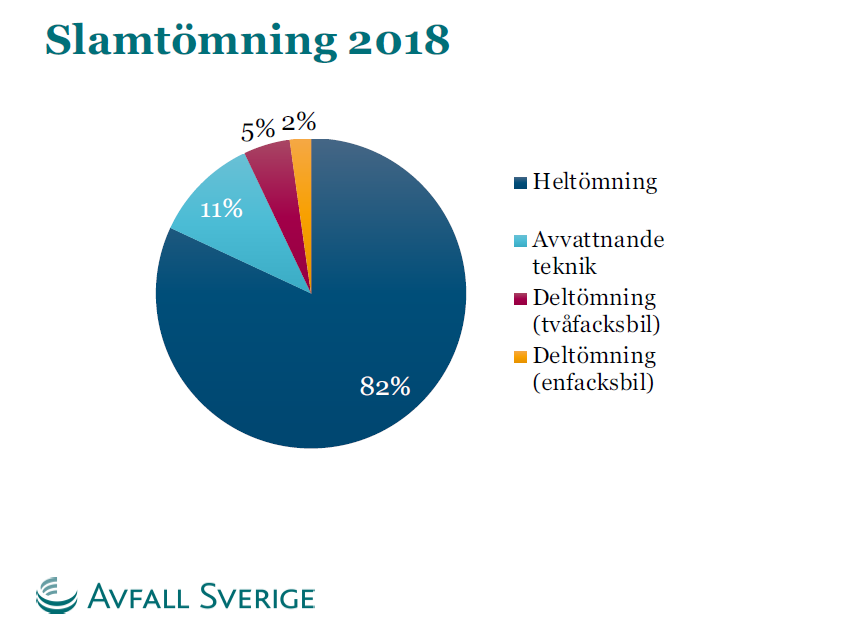 Slamtömning 2018
5% 2%
11%
82%
Heltömning
Avvattnande
teknik
Deltömning
(tvåfacksbil)
Deltömning
(enfacksbil)
AVFALL SVERIGE